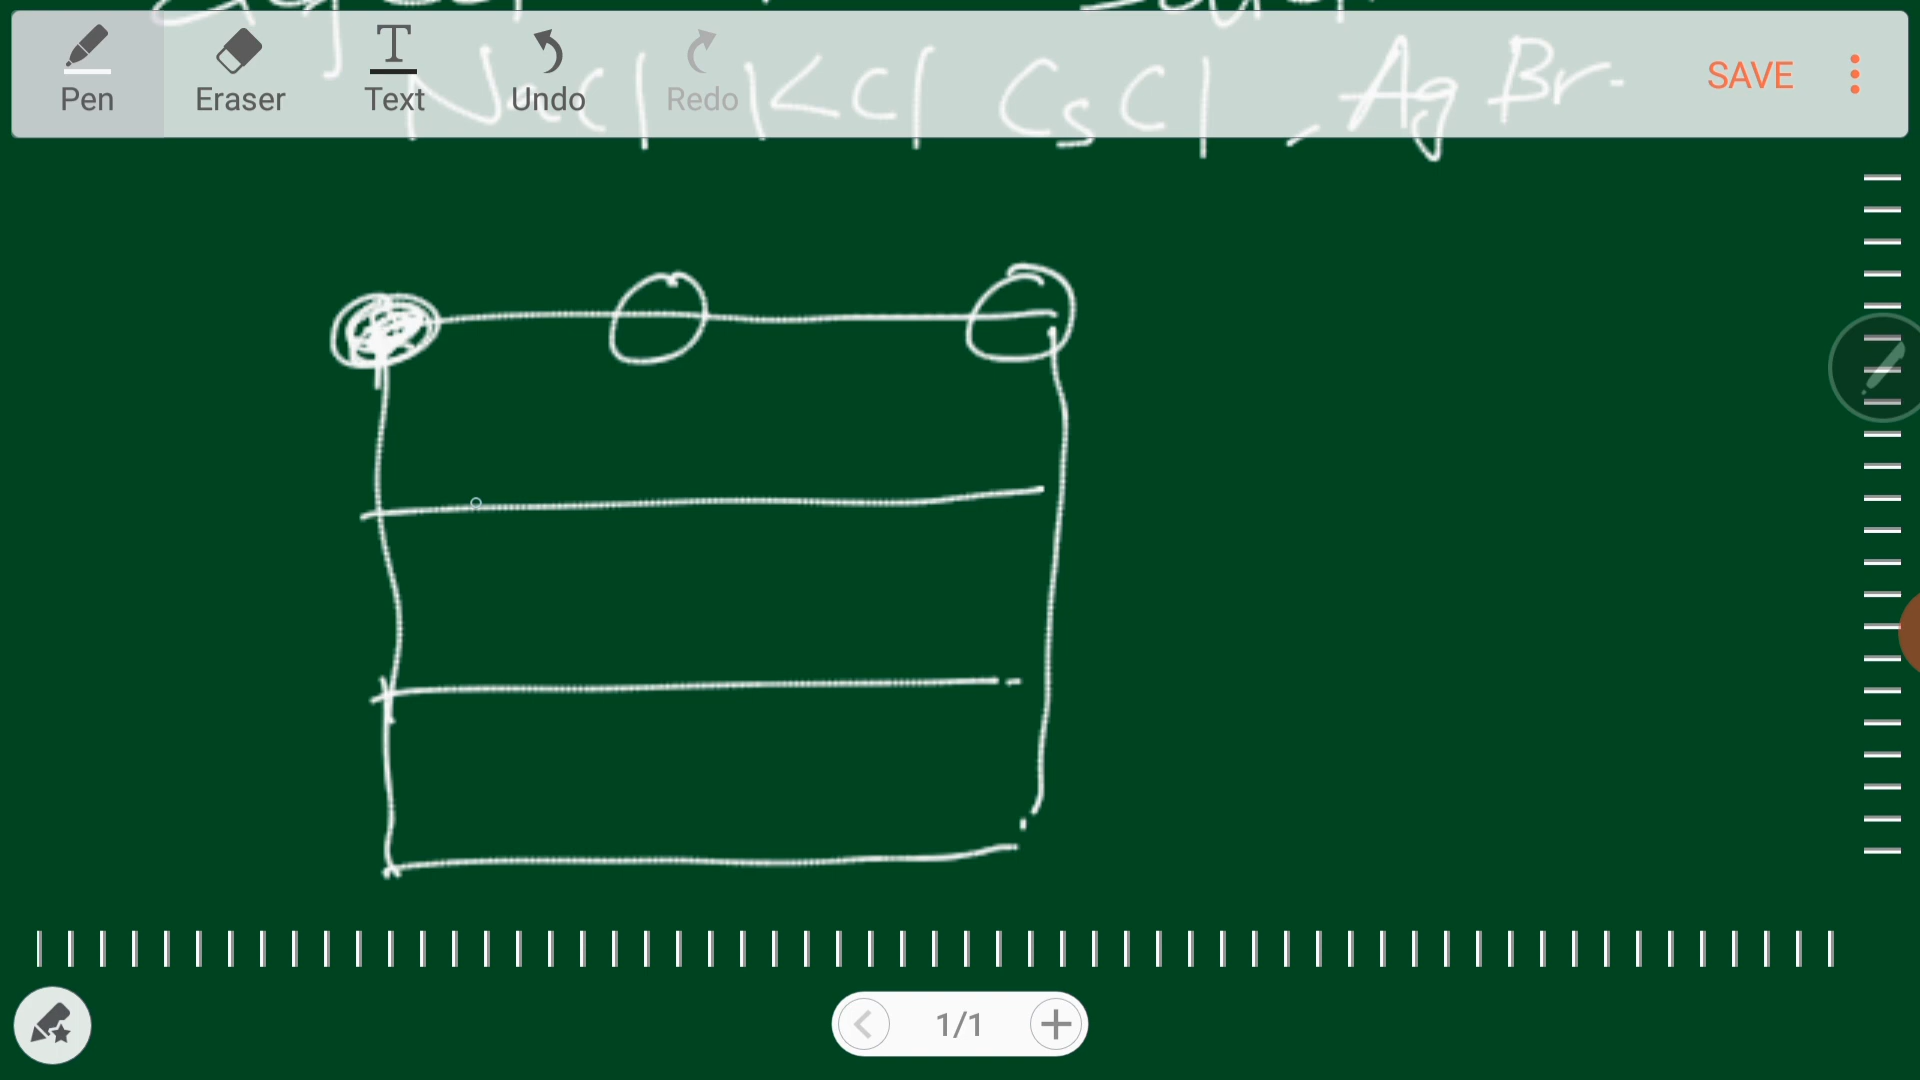 Pen Eraser Text Undo Redo SAVE
NaCl KCl CsCl, AgBr-
1/1